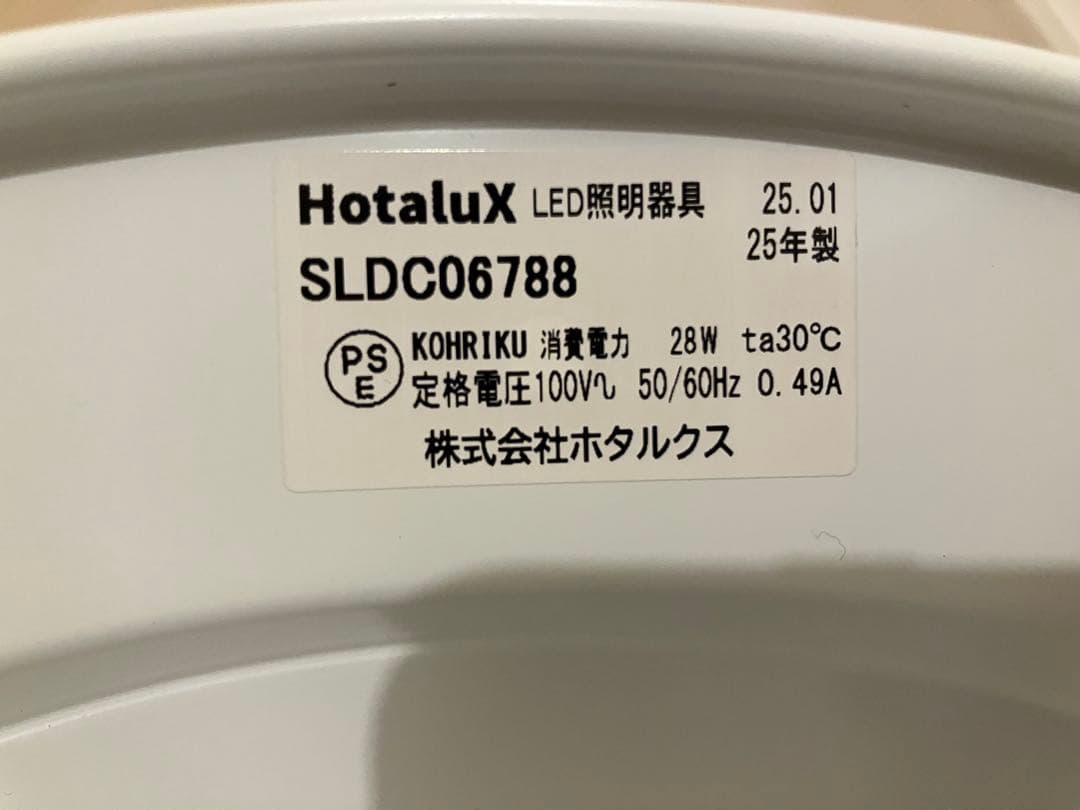 HotaluX LED照明器具 25.01
25年製
SLDC06788
PSE KOHRIKU 消費電力 28W ta30℃
定格電圧100V∿ 50/60Hz 0.49A
株式会社ホタルクス